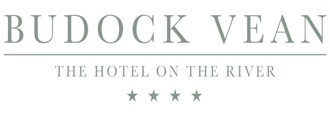 BUDOCK VEAN
THE HOTEL ON THE RIVER
★ ★ ★ ★